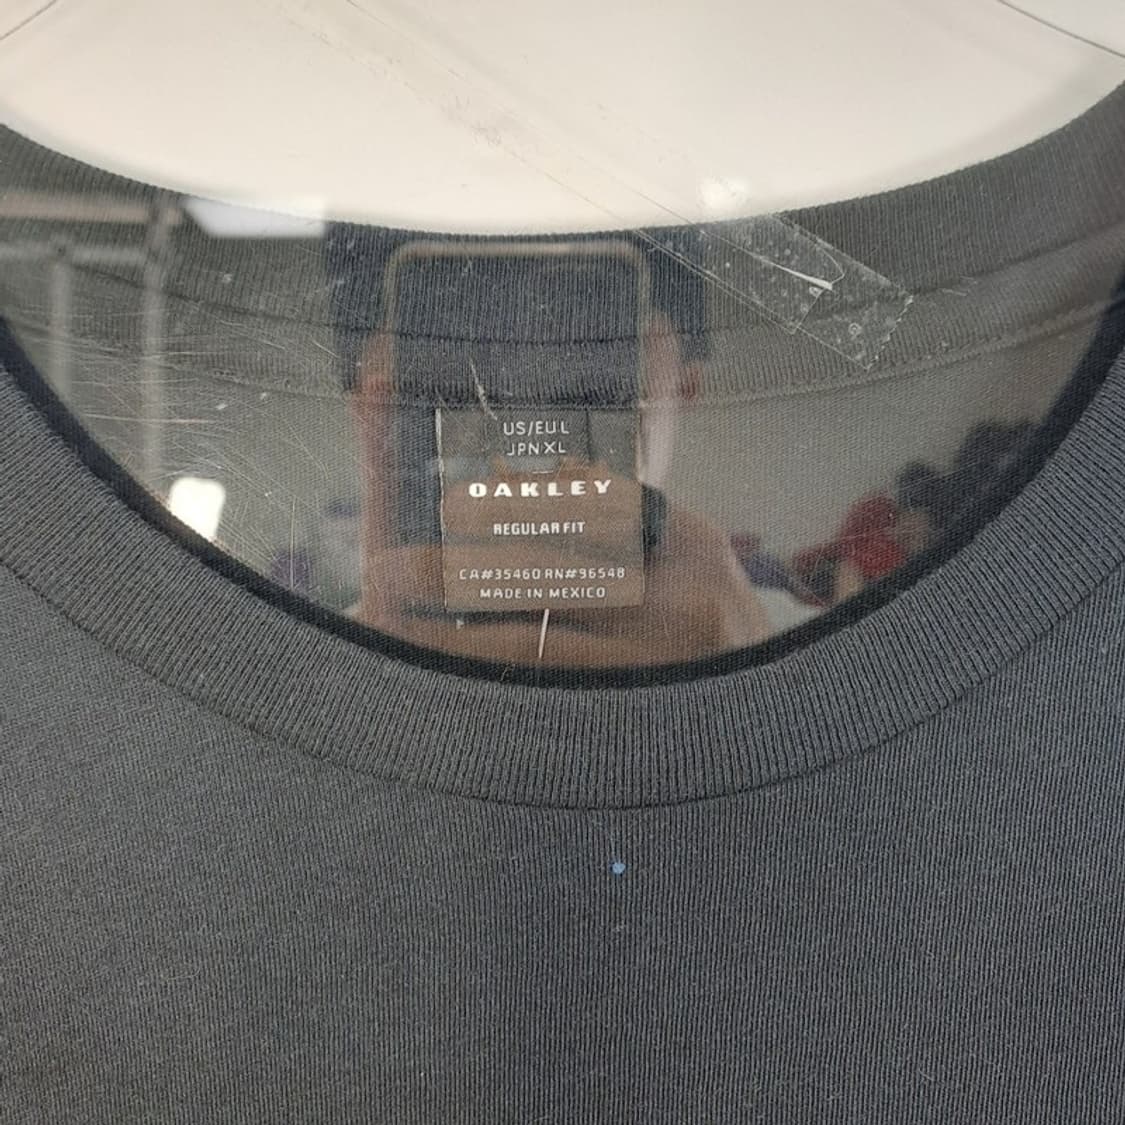 US/EU L
JPN XL
OAKLEY
REGULAR FIT
CA#35460 RN#96548
MADE IN MEXICO